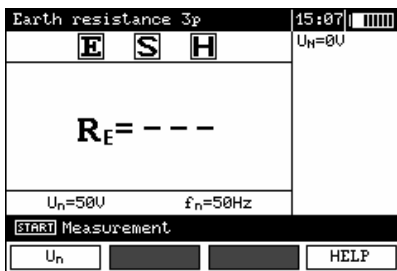 Earth resistance 3p 15:07
E S H
U_N=0V
R_E= ---
U_n=50V f_n=50Hz
START Measurement
U_n HELP